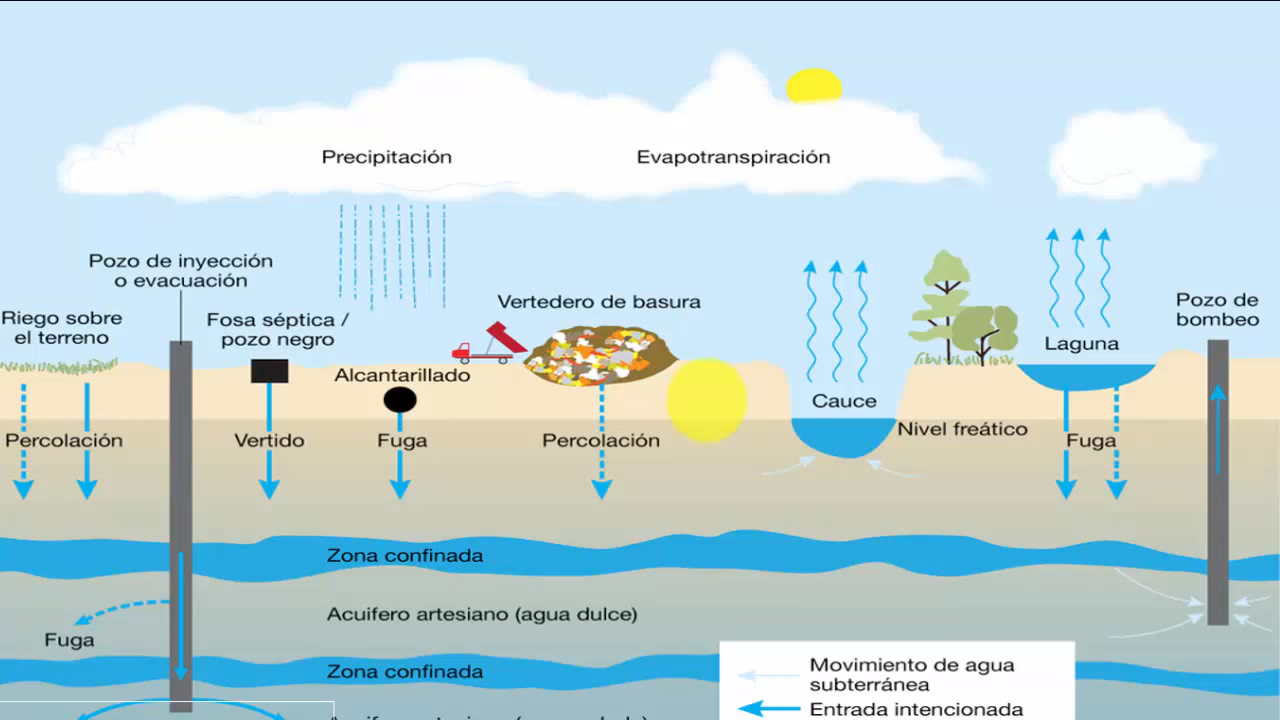 Precipitación
Evapotranspiración
Pozo de inyección
o evacuación
Riego sobre
el terreno
Fosa séptica /
pozo negro
Vertedero de basura
Alcantarillado
Cauce
Laguna
Pozo de
bombeo
Percolación
Vertido
Fuga
Percolación
Nivel freático
Fuga
Zona confinada
Acuifero artesiano (agua dulce)
Fuga
Zona confinada
Movimiento de agua
subterránea
Entrada intencionada